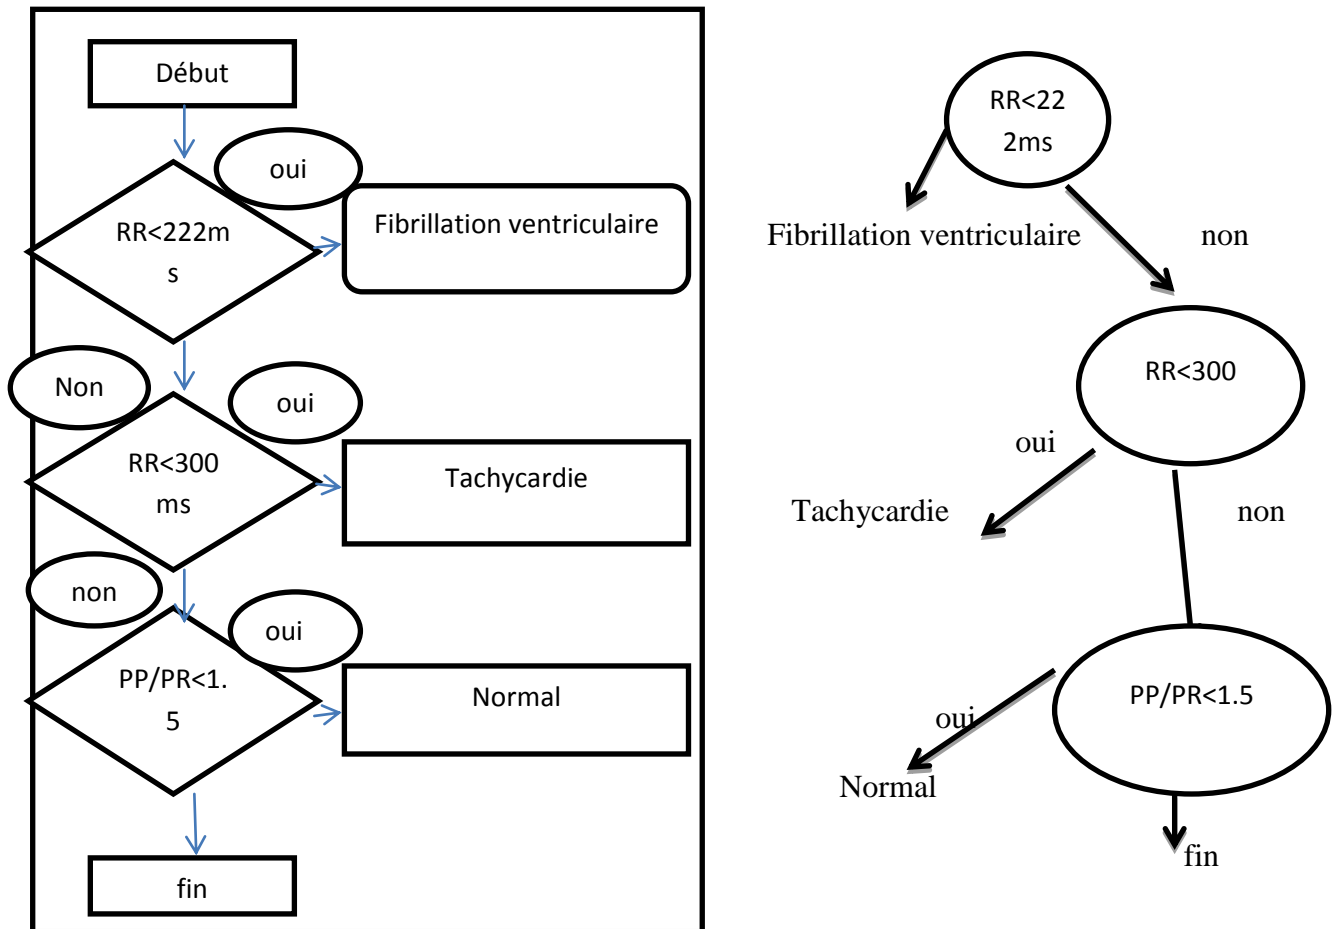 Début
oui
RR<222m
s
Fibrillation ventriculaire
Non
oui
RR<300
ms
Tachycardie
non
oui
PP/PR<1.
5
Normal
fin
RR<22
2ms
Fibrillation ventriculaire
non
RR<300
oui
Tachycardie
non
PP/PR<1.5
oui
Normal
fin